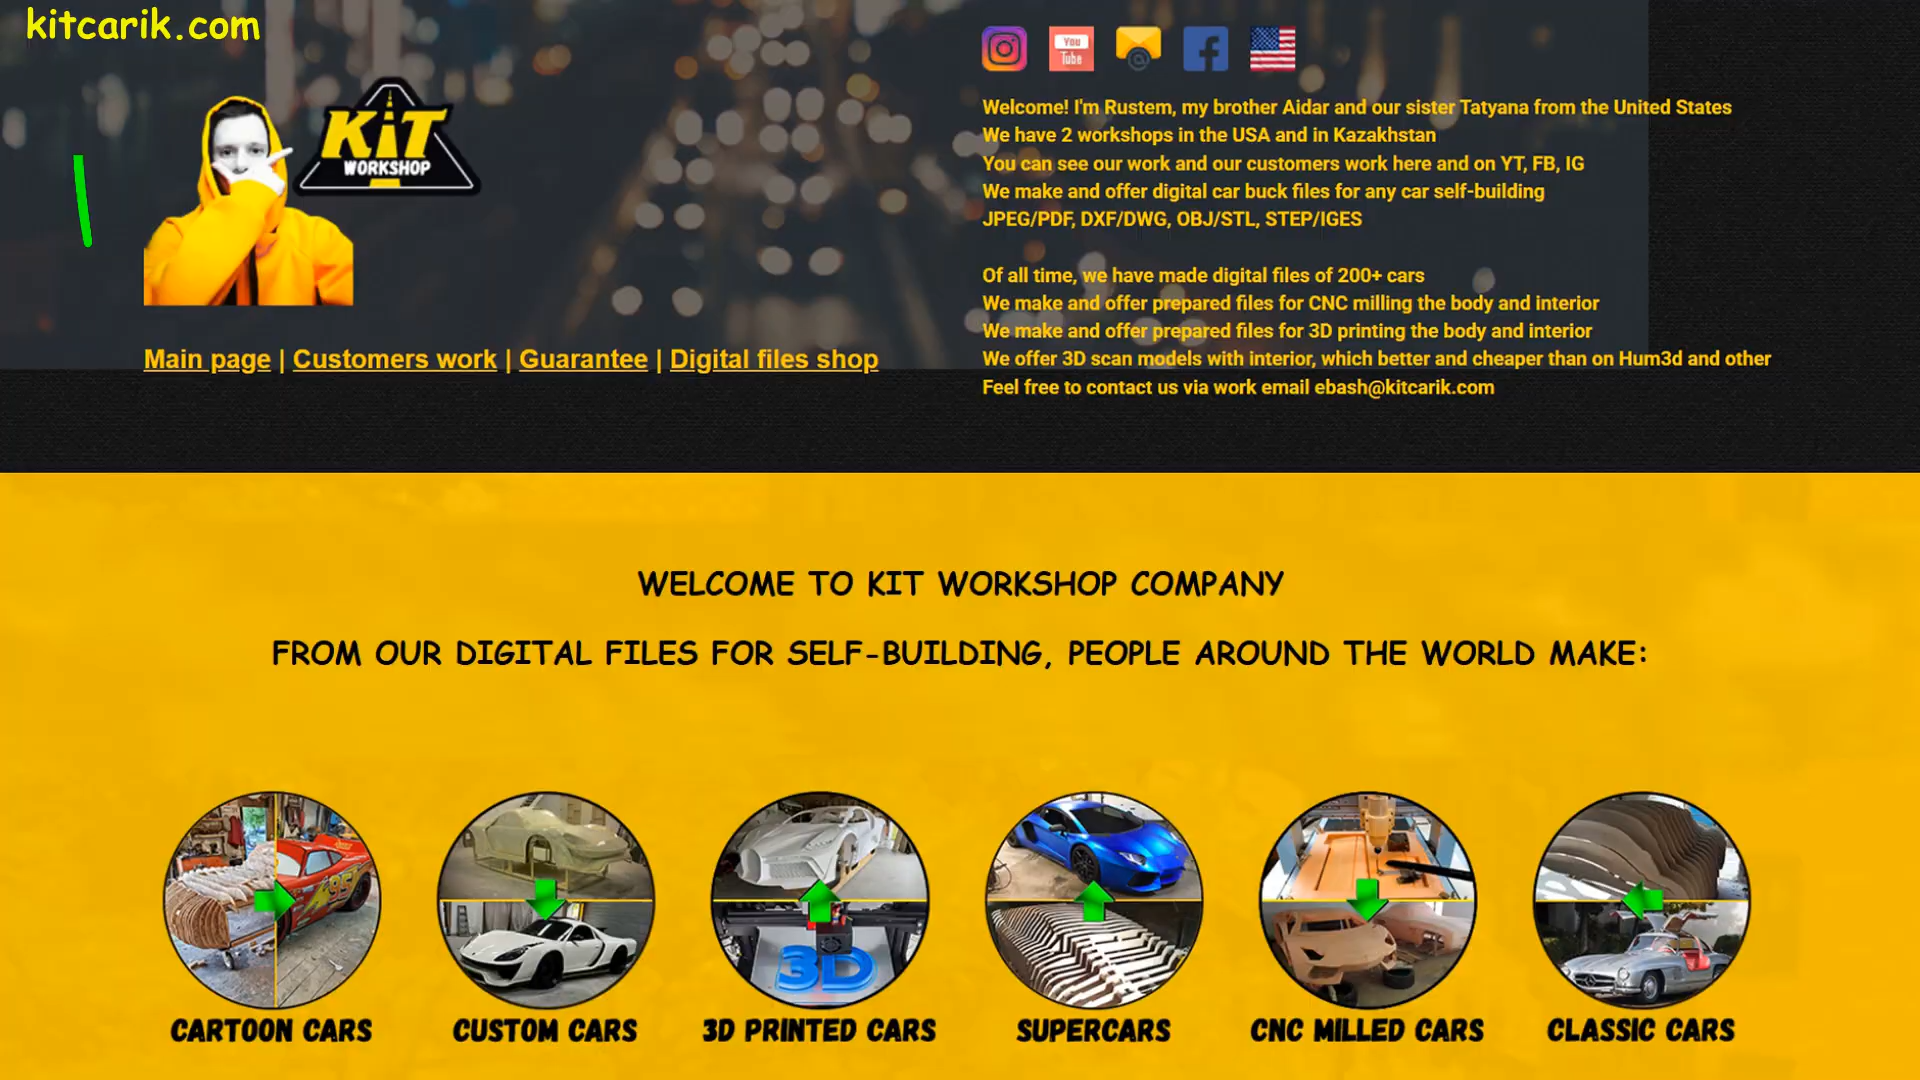 kitcarik.com
You
Tube
Welcome! I'm Rustem, my brother Aidar and our sister Tatyana from the United States
We have 2 workshops in the USA and in Kazakhstan
You can see our work and our customers work here and on YT, FB, IG
We make and offer digital car buck files for any car self-building
JPEG/PDF, DXF/DWG, OBJ/STL, STEP/IGES
Of all time, we have made digital files of 200+ cars
We make and offer prepared files for CNC milling the body and interior
We make and offer prepared files for 3D printing the body and interior
We offer 3D scan models with interior, which better and cheaper than on Hum3d and other
Feel free to contact us via work email ebash@kitcarik.com
KiT
WORKSHOP
Main page | Customers work | Guarantee | Digital files shop
WELCOME TO KIT WORKSHOP COMPANY
FROM OUR DIGITAL FILES FOR SELF-BUILDING, PEOPLE AROUND THE WORLD MAKE:
95
3D
CARTOON CARS
CUSTOM CARS
3D PRINTED CARS
SUPERCARS
CNC MILLED CARS
CLASSIC CARS